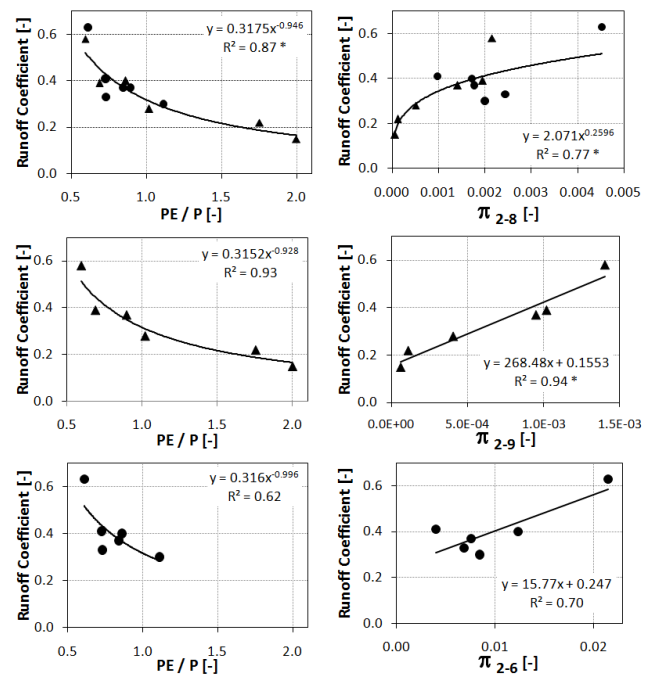 y = 0.3175x^-0.946
R² = 0.87 *
Runoff Coefficient [-]
0.6
0.4
0.2
0.0
0.5
1.0
1.5
2.0
PE / P [-]
y = 2.071x^0.2596
R² = 0.77 *
Runoff Coefficient [-]
0.6
0.4
0.2
0.0
0.000
0.001
0.002
0.003
0.004
0.005
π 2-8 [-]
y = 0.3152x^-0.928
R² = 0.93
Runoff Coefficient [-]
0.6
0.4
0.2
0.0
0.5
1.0
1.5
2.0
PE / P [-]
y = 268.48x + 0.1553
R² = 0.94 *
Runoff Coefficient [-]
0.6
0.4
0.2
0.0
0.0E+00
5.0E-04
1.0E-03
1.5E-03
π 2-9 [-]
y = 0.316x^-0.996
R² = 0.62
Runoff Coefficient [-]
0.6
0.4
0.2
0.0
0.5
1.0
1.5
2.0
PE / P [-]
y = 15.77x + 0.247
R² = 0.70
Runoff Coefficient [-]
0.6
0.4
0.2
0.0
0.00
0.01
0.02
π 2-6 [-]